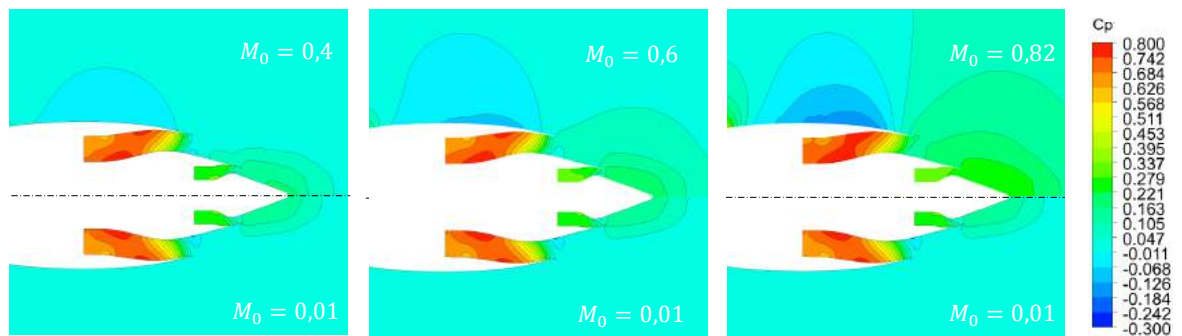 M₀ = 0,4
M₀ = 0,6
M₀ = 0,82
M₀ = 0,01
M₀ = 0,01
M₀ = 0,01
Cp
0.800
0.742
0.684
0.626
0.568
0.511
0.453
0.395
0.337
0.279
0.221
0.163
0.105
0.047
-0.011
-0.068
-0.126
-0.184
-0.242
-0.300